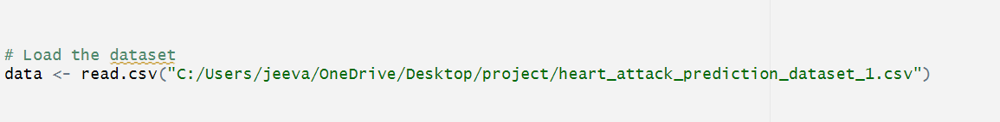 # Load the dataset
data <- read.csv("C:/Users/jeeva/OneDrive/Desktop/project/heart_attack_prediction_dataset_1.csv")